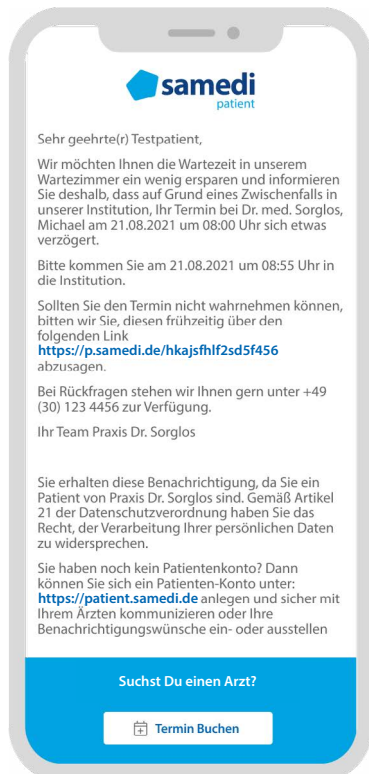 samedi
patient
Sehr geehrte(r) Testpatient,
Wir möchten Ihnen die Wartezeit in unserem
Wartezimmer ein wenig ersparen und informieren
Sie deshalb, dass auf Grund eines Zwischenfalls in
unserer Institution, Ihr Termin bei Dr. med. Sorglos,
Michael am 21.08.2021 um 08:00 Uhr sich etwas
verzögert.
Bitte kommen Sie am 21.08.2021 um 08:55 Uhr in
die Institution.
Sollten Sie den Termin nicht wahrnehmen können,
bitten wir Sie, diesen frühzeitig über den
folgenden Link
https://p.samedi.de/hkajsfhlf2sd5f456
abzusagen.
Bei Rückfragen stehen wir Ihnen gern unter +49
(30) 123 4456 zur Verfügung.
Ihr Team Praxis Dr. Sorglos
Sie erhalten diese Benachrichtigung, da Sie ein
Patient von Praxis Dr. Sorglos sind. Gemäß Artikel
21 der Datenschutzverordnung haben Sie das
Recht, der Verarbeitung Ihrer persönlichen Daten
zu widersprechen.
Sie haben noch kein Patientenkonto? Dann
können Sie sich ein Patienten-Konto unter:
https://patient.samedi.de anlegen und sicher mit
Ihrem Ärzten kommunizieren oder Ihre
Benachrichtigungswünsche ein- oder ausstellen
Suchst Du einen Arzt?
Termin Buchen